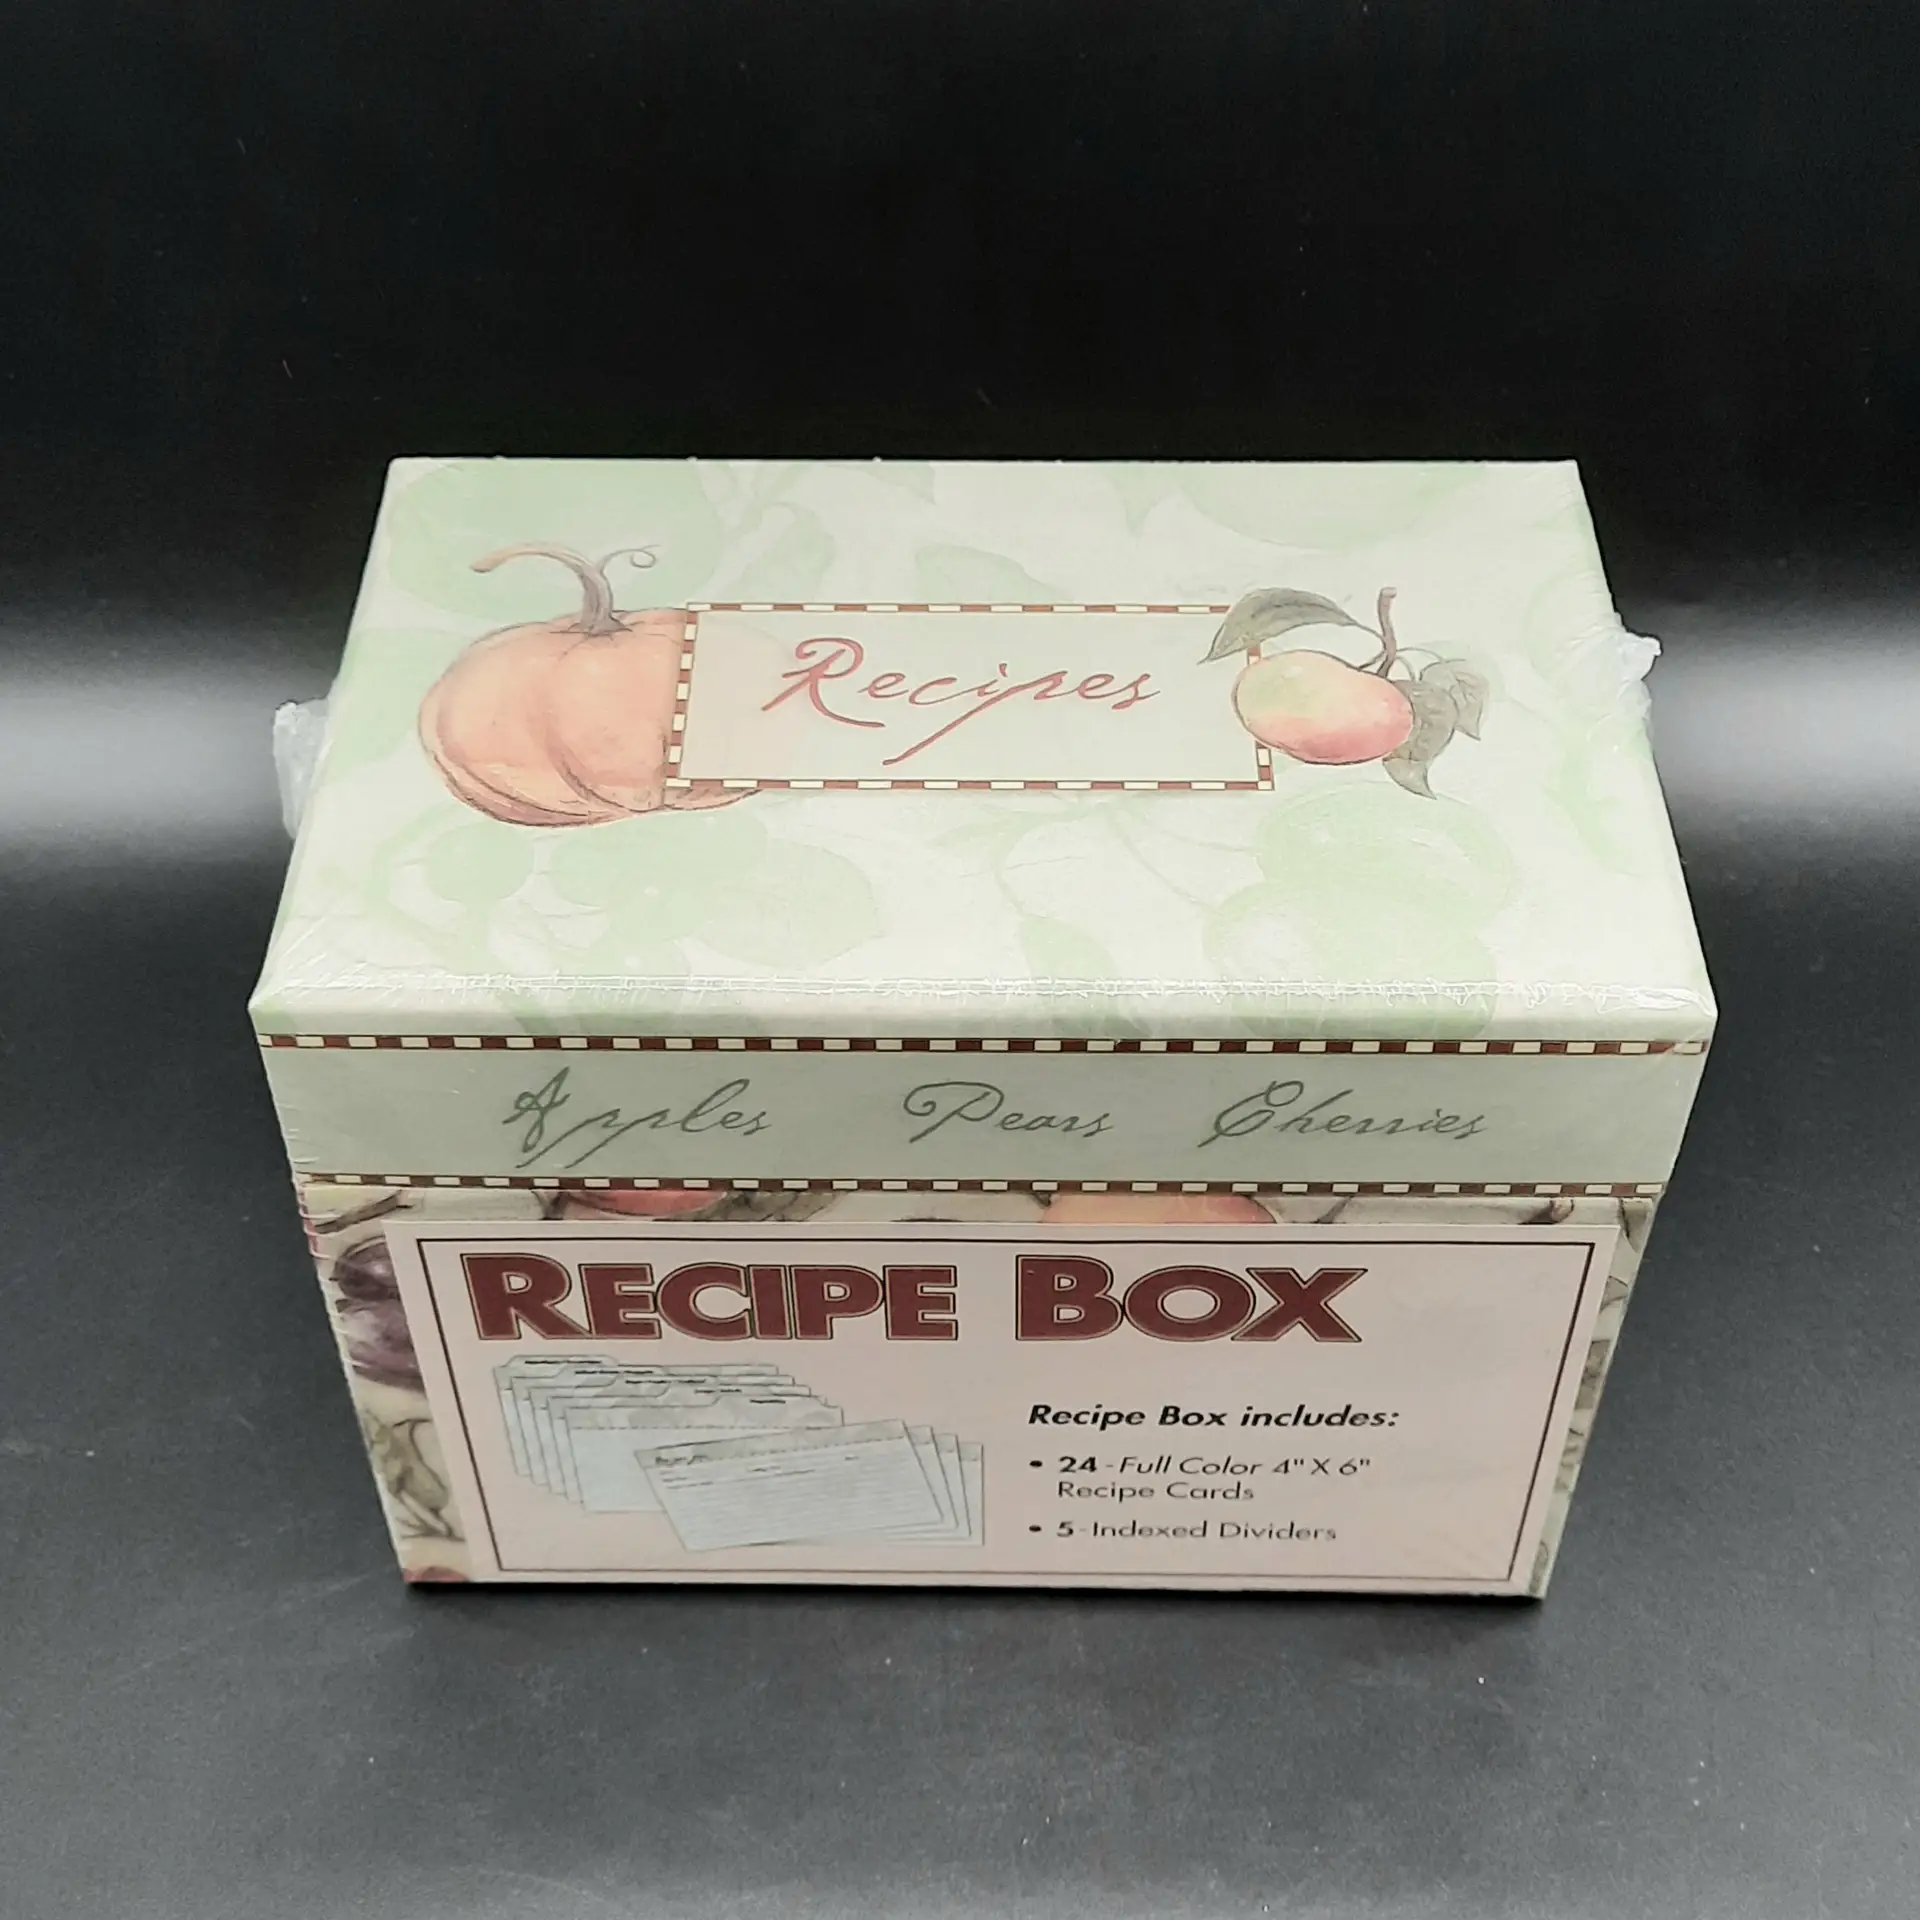 Recipes
Apples Pears Cherries
RECIPE BOX
Recipe Box includes:
• 24 - Full Color 4" X 6"
Recipe Cards
• 5 - Indexed Dividers